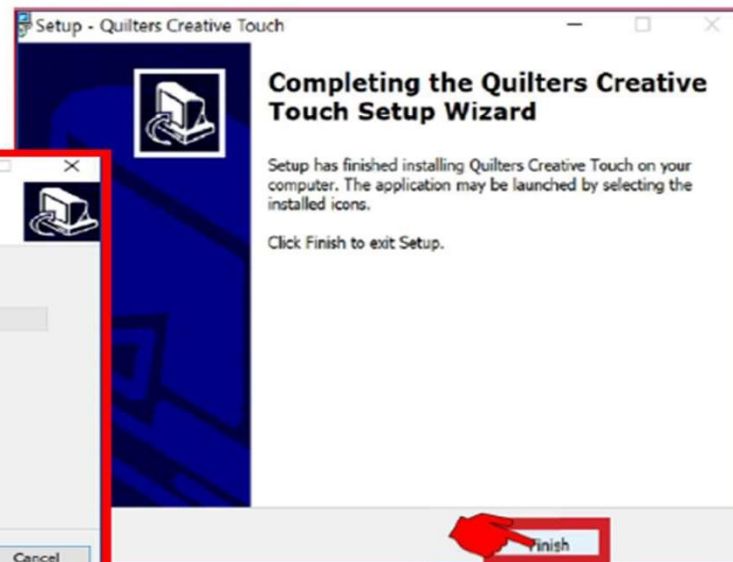 Setup - Quilters Creative Touch
Completing the Quilters Creative
Touch Setup Wizard
Setup has finished installing Quilters Creative Touch on your
computer. The application may be launched by selecting the
installed icons.
Click Finish to exit Setup.
Finish
Cancel